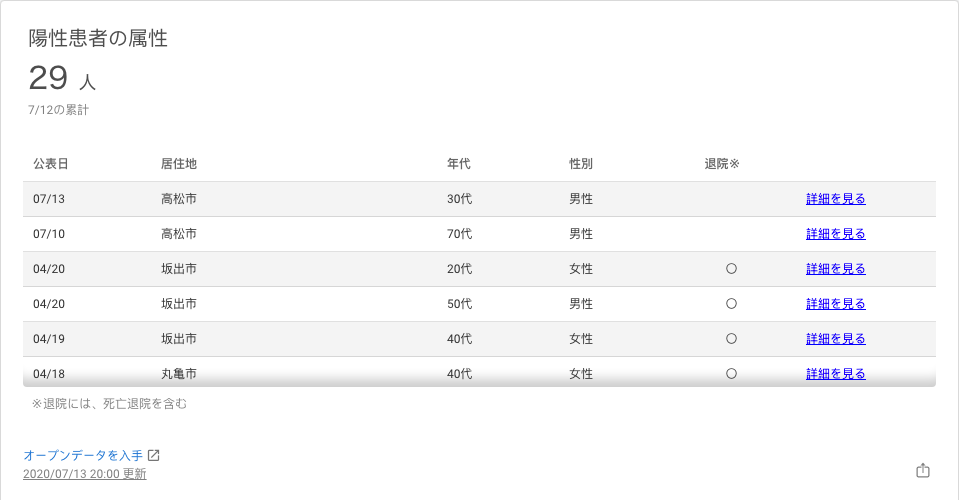 陽性患者の属性
29 人
7/12の累計
公表日 居住地 年代 性別 退院※
07/13 高松市 30代 男性 詳細を見る
07/10 高松市 70代 男性 詳細を見る
04/20 坂出市 20代 女性 〇 詳細を見る
04/20 坂出市 50代 男性 〇 詳細を見る
04/19 坂出市 40代 女性 〇 詳細を見る
04/18 丸亀市 40代 女性 〇 詳細を見る
※退院には、死亡退院を含む
オープンデータを入手
2020/07/13 20:00 更新